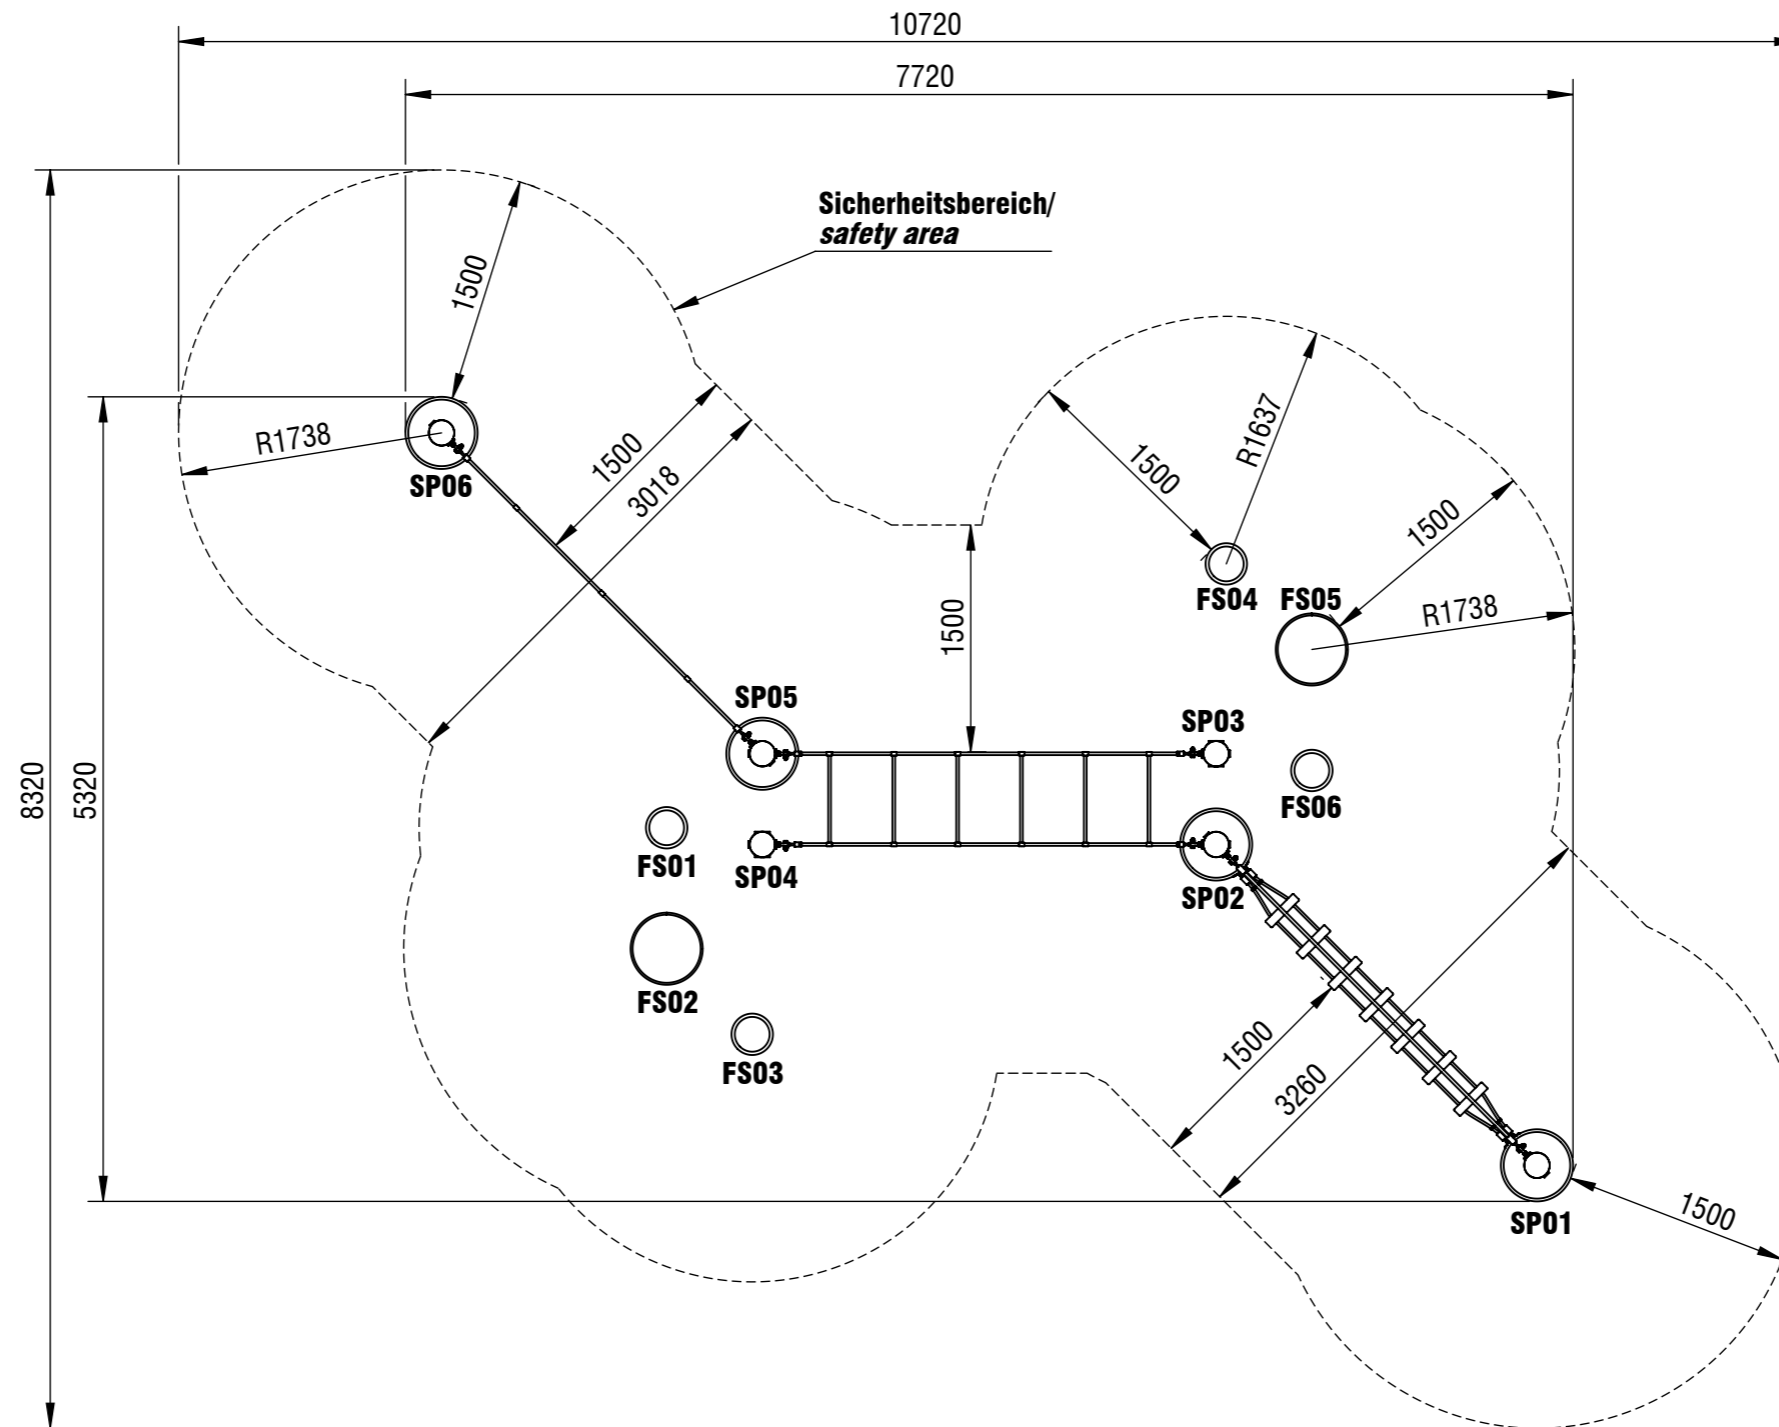 10720
7720
Sicherheitsbereich/
safety area
1500
R1738
SP06
1500
3018
1500
R1637
1500
FS04
FS05
R1738
1500
SP05
SP03
FS06
FS01
SP04
SP02
8320
5320
FS02
FS03
1500
3260
1500
SP01